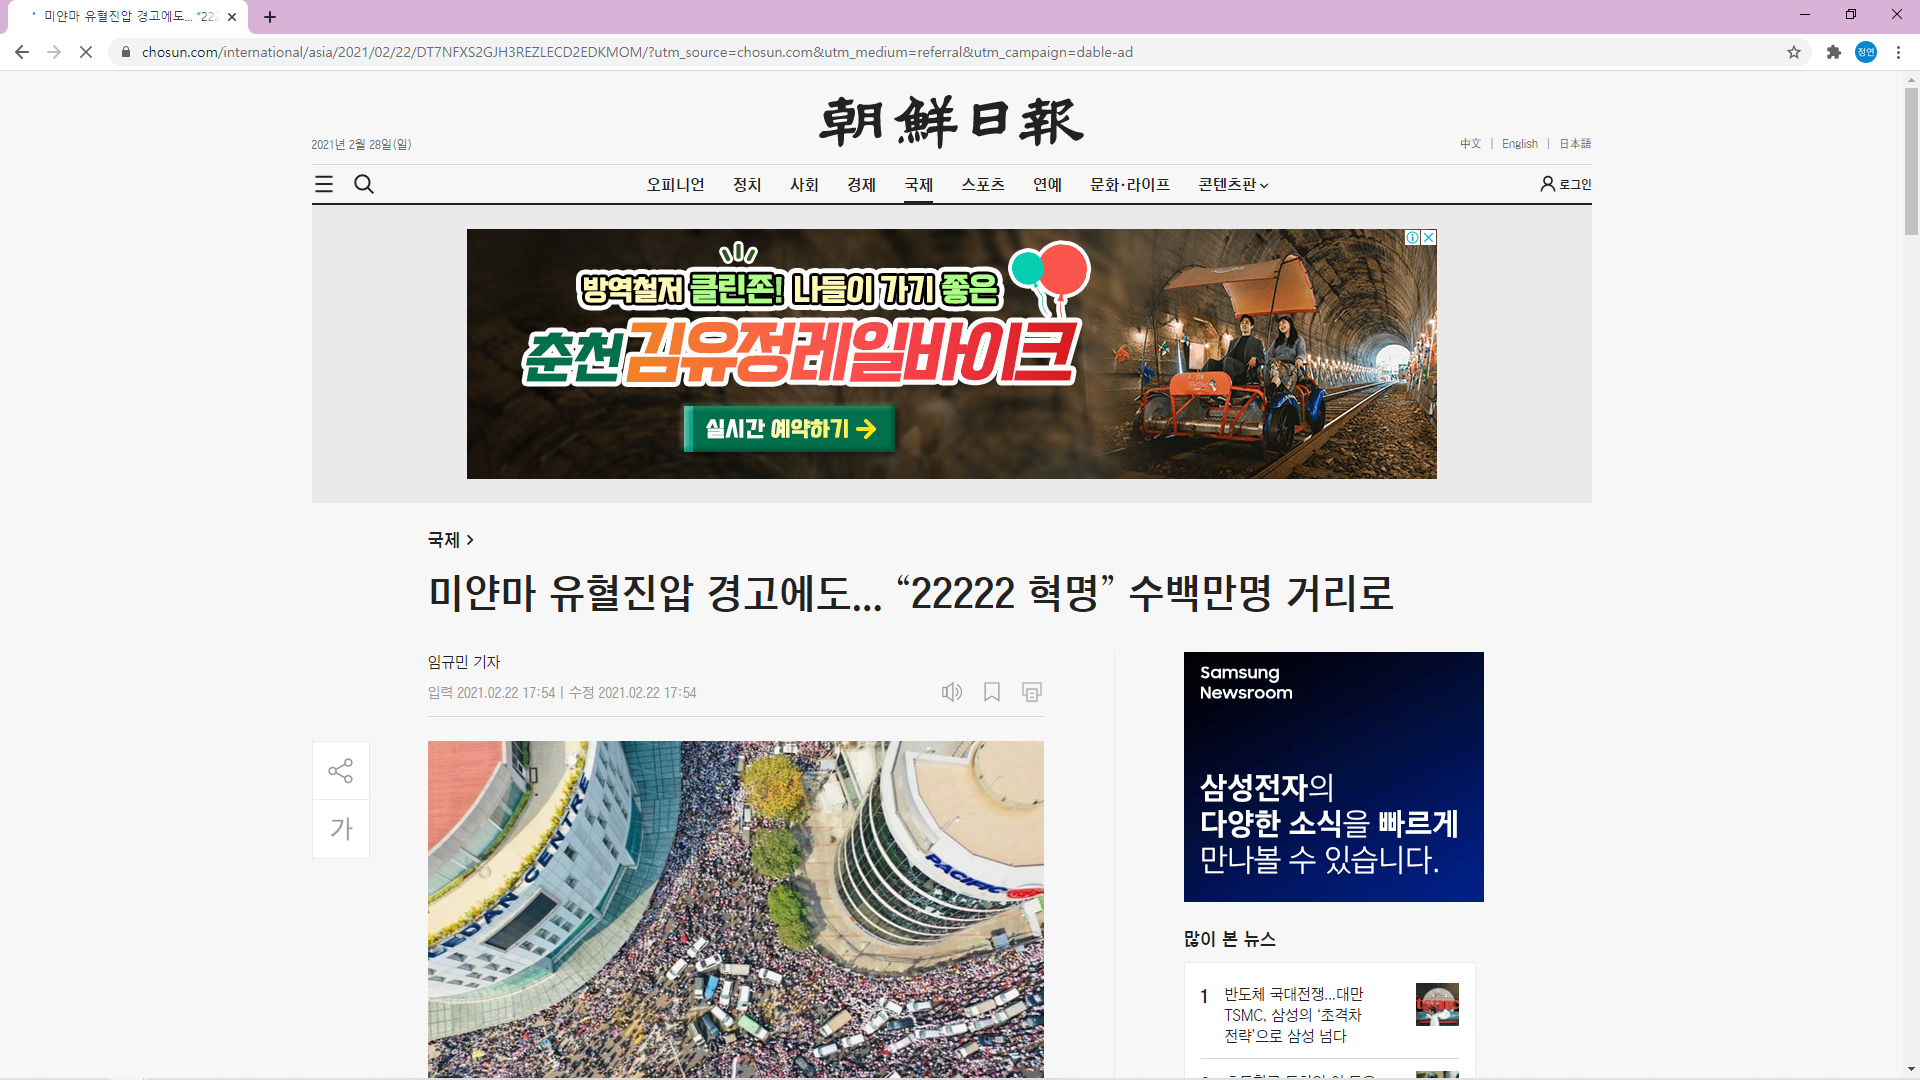 미얀마 유혈진압 경고에도... “222
chosun.com/international/asia/2021/02/22/DT7NFXS2GJH3REZLECD2EDKMOM/?utm_source=chosun.com&utm_medium=referral&utm_campaign=dable-ad
정연
朝鮮日報
2021년 2월 28일(일)
中文 | English | 日本語
오피니언 정치 사회 경제 국제 스포츠 연예 문화·라이프 콘텐츠판
로그인
방역철저 클린존! 나들이 가기 좋은
춘천 김유정레일바이크
실시간 예약하기 →
국제 >
미얀마 유혈진압 경고에도... “22222 혁명” 수백만명 거리로
임규민 기자
입력 2021.02.22 17:54 | 수정 2021.02.22 17:54
가
EDAN CENTRE
PACIFIC
Samsung
Newsroom
삼성전자의
다양한 소식을 빠르게
만나볼 수 있습니다.
많이 본 뉴스
1 반도체 국대전쟁...대만
TSMC, 삼성의 ‘초격차
전략’으로 삼성 넘다